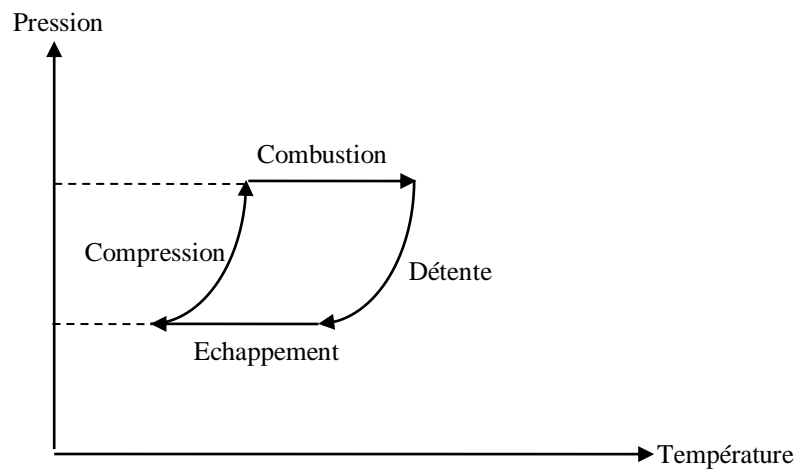 Pression
Combustion
Compression
Détente
Echappement
Température